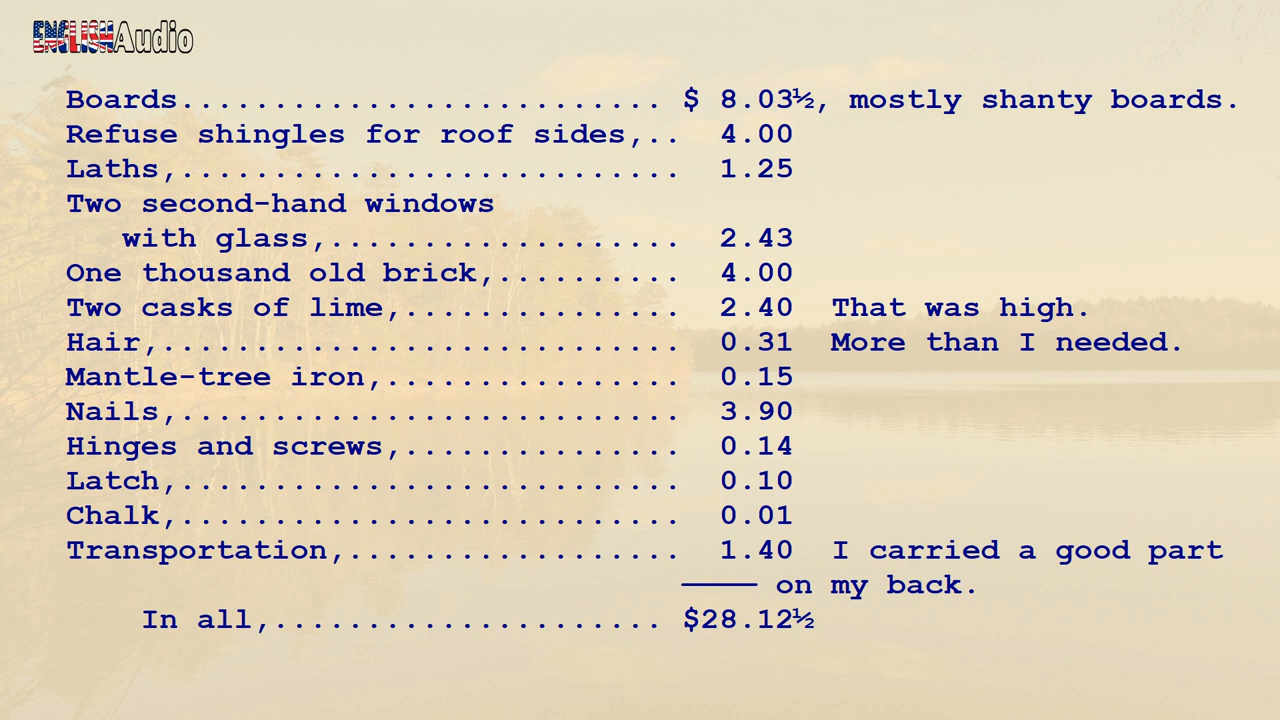 ENGLISHAudio
Boards.......................... $ 8.03½, mostly shanty boards.
Refuse shingles for roof sides,.. 4.00
Laths,........................... 1.25
Two second-hand windows
with glass,................... 2.43
One thousand old brick,.......... 4.00
Two casks of lime,............... 2.40 That was high.
Hair,............................ 0.31 More than I needed.
Mantle-tree iron,................ 0.15
Nails,........................... 3.90
Hinges and screws,............... 0.14
Latch,........................... 0.10
Chalk,........................... 0.01
Transportation,.................. 1.40 I carried a good part
———— on my back.
In all,..................... $28.12½